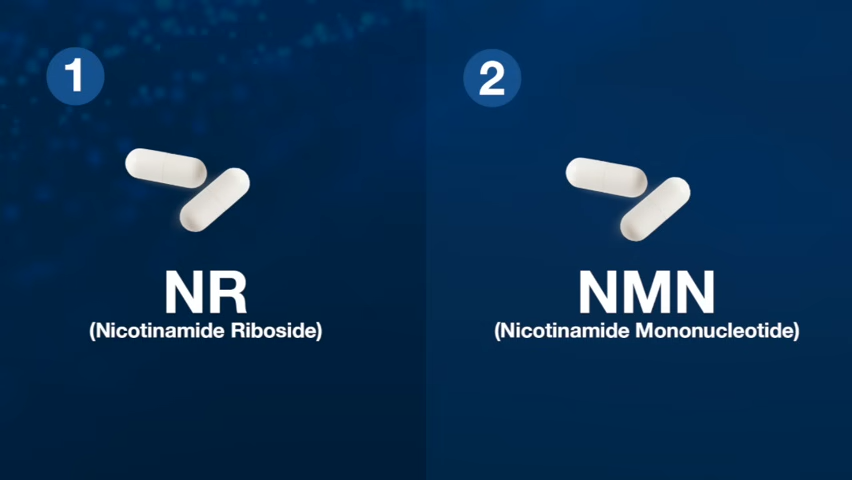 1
NR
(Nicotinamide Riboside)
2
NMN
(Nicotinamide Mononucleotide)